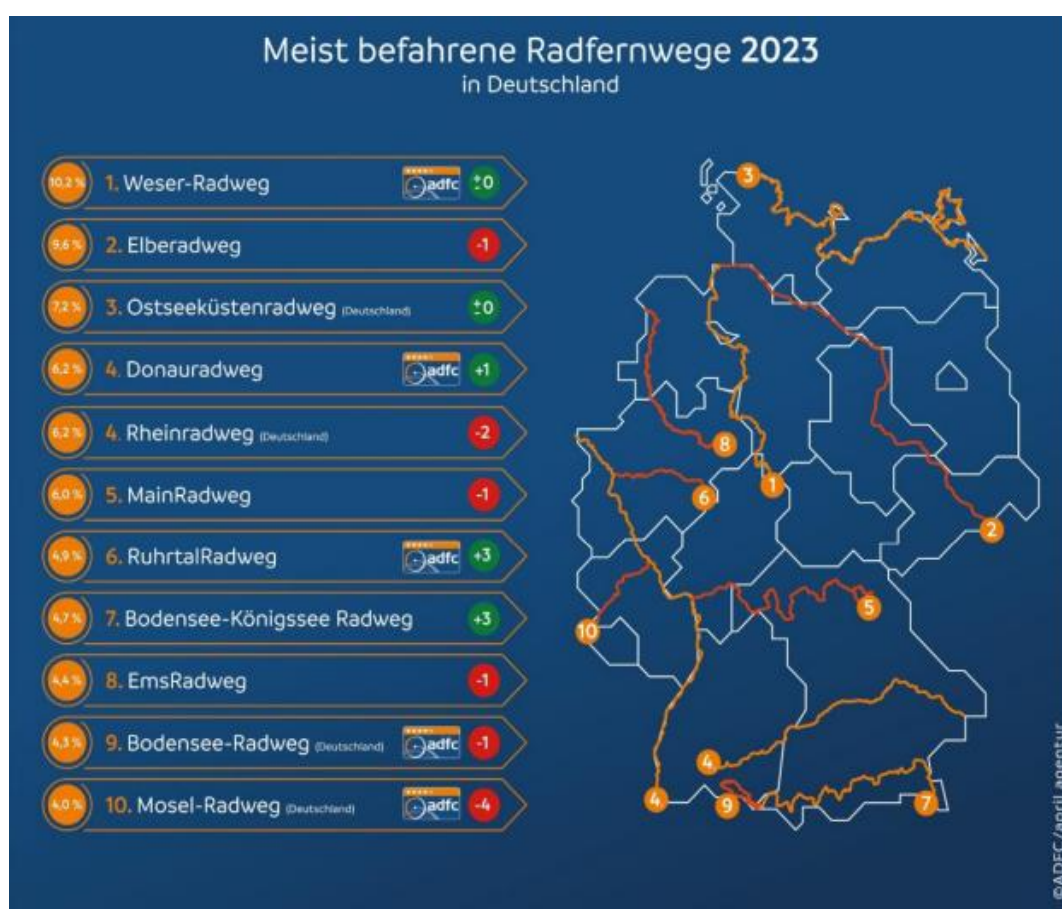 Meist befahrene Radfernwege 2023
in Deutschland
10,2 % 1. Weser-Radweg adfc ±0
9,6 % 2. Elberadweg -1
7,2 % 3. Ostseeküstenradweg (Deutschland) ±0
6,2 % 4. Donauradweg adfc +1
6,2 % 4. Rheinradweg (Deutschland) -2
6,0 % 5. MainRadweg -1
4,9 % 6. RuhrtalRadweg adfc +3
4,7 % 7. Bodensee-Königssee Radweg +3
4,4 % 8. EmsRadweg -1
4,3 % 9. Bodensee-Radweg (Deutschland) adfc -1
4,0 % 10. Mosel-Radweg (Deutschland) adfc -4
3
8
6
1
2
5
10
4
4
9
7
©ADFC/april agentur